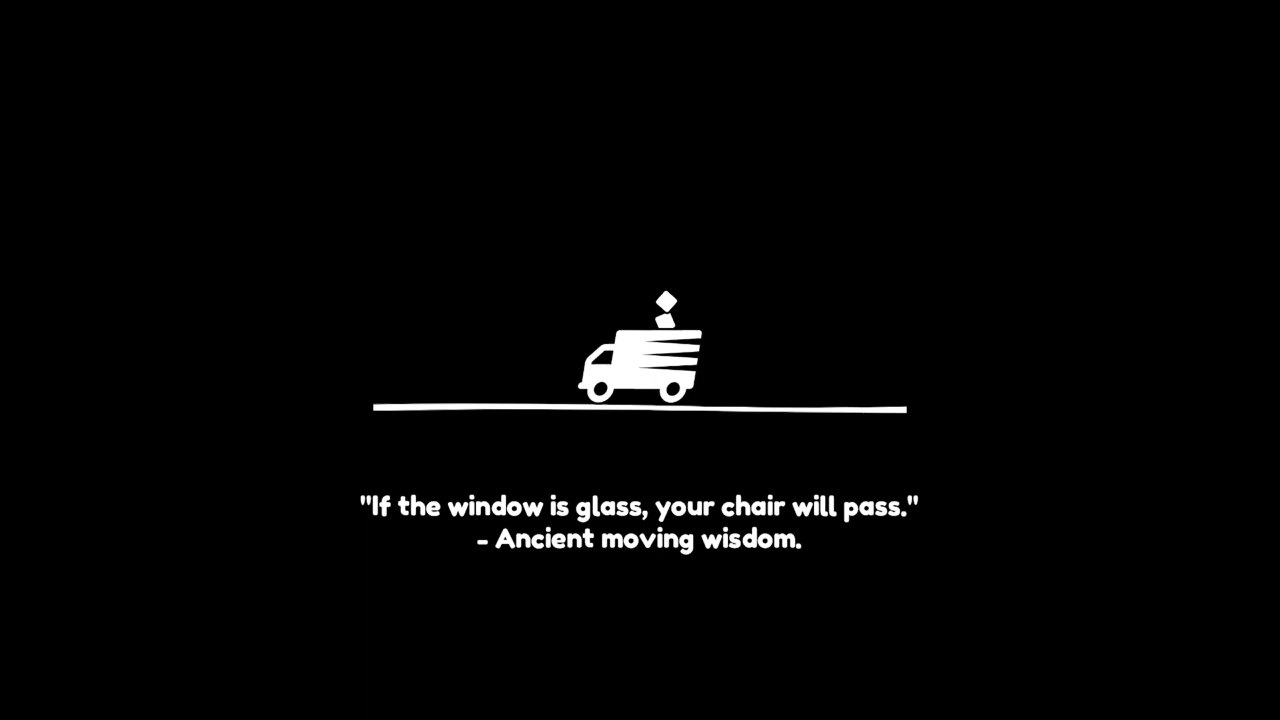 "If the window is glass, your chair will pass."
- Ancient moving wisdom.